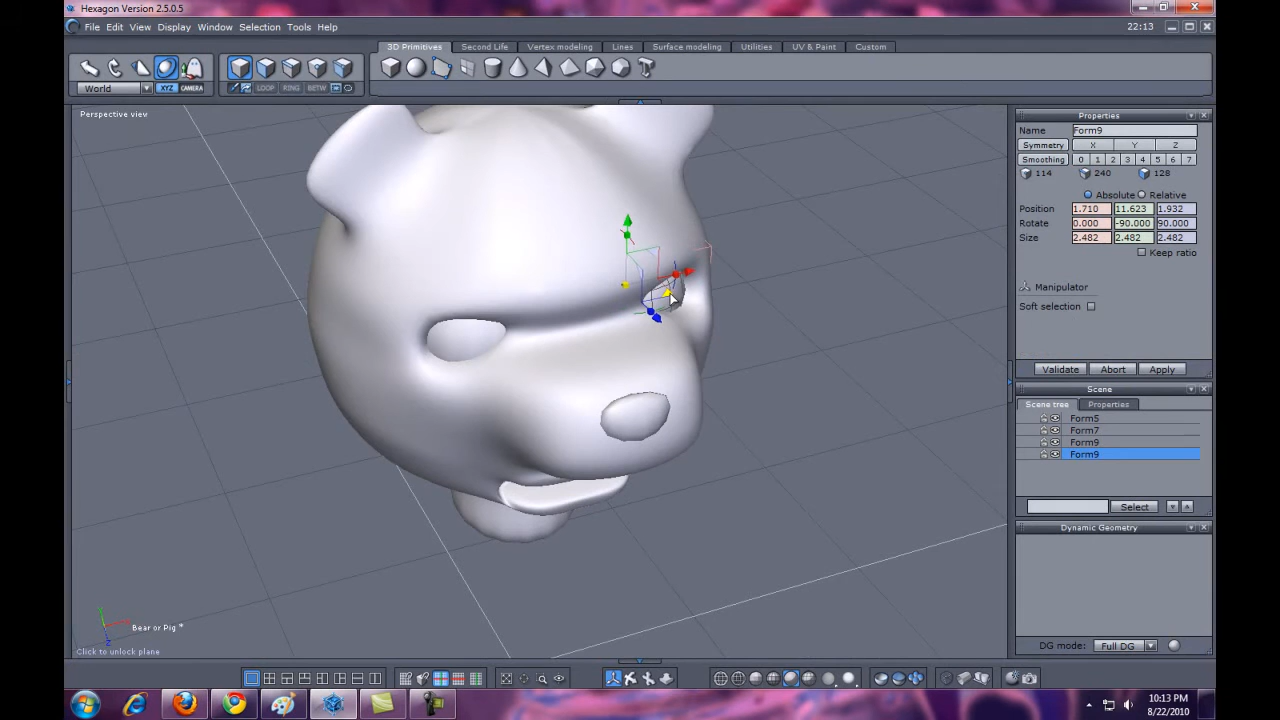 Hexagon Version 2.5.0.5
File Edit View Display Window Selection Tools Help
22:13
3D Primitives Second Life Vertex modeling Lines Surface modeling Utilities UV & Paint Custom
World XYZ CAMERA LOOP RING BETW
Perspective view
Properties
Name Form9
Symmetry X Y Z
Smoothing 0 1 2 3 4 5 6 7
114 240 128
Absolute Relative
Position 1.710 11.623 1.932
Rotate 0.000 -90.000 90.000
Size 2.482 2.482 2.482
Keep ratio
Manipulator
Soft selection
Validate Abort Apply
Scene
Scene tree Properties
Form5
Form7
Form9
Form9
Select
Dynamic Geometry
DG mode: Full DG
Y
Z
Bear or Pig *
Click to unlock plane
10:13 PM
8/22/2010